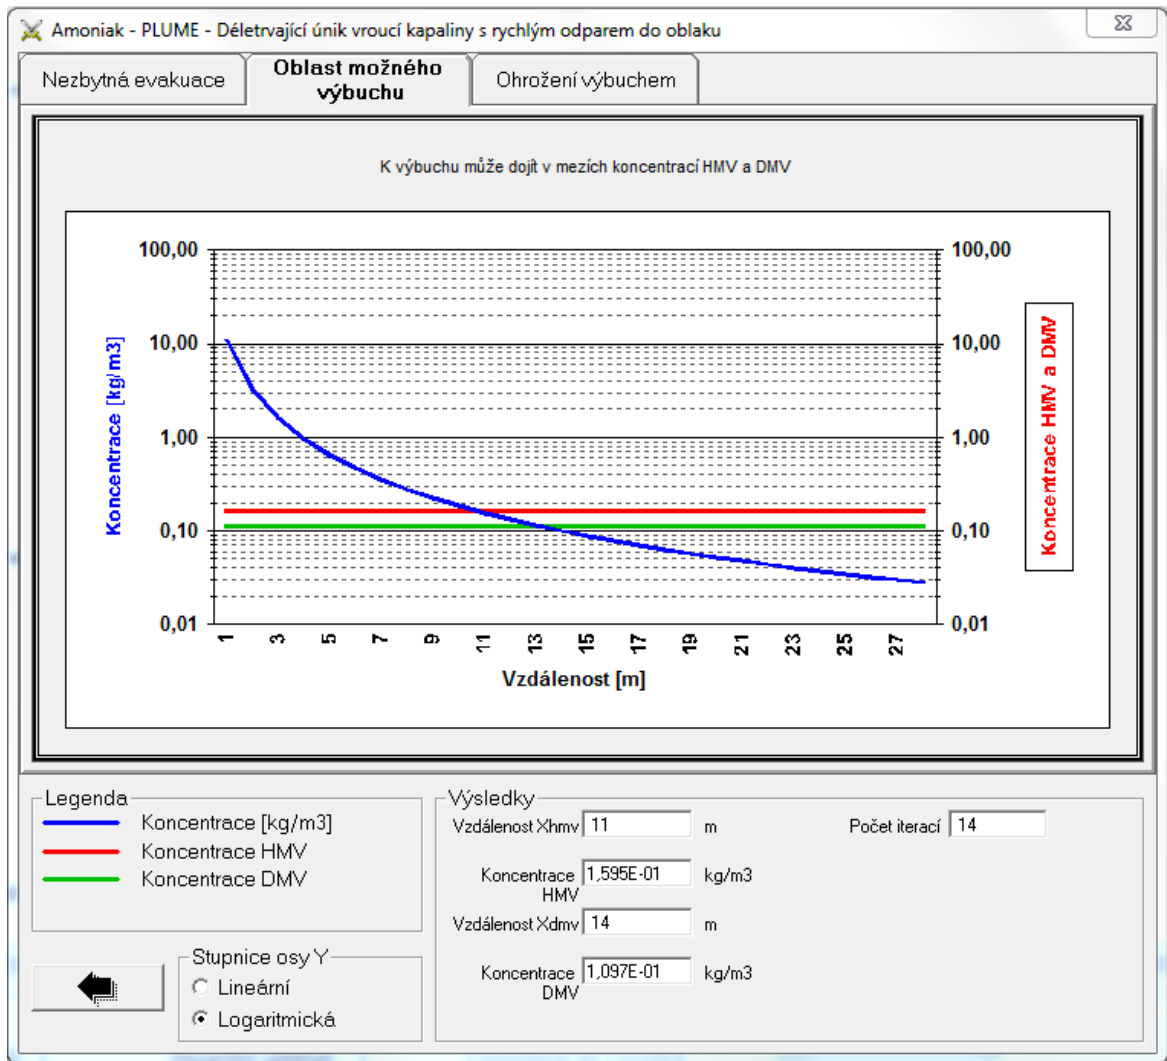 Amoniak - PLUME - Déletrvající únik vroucí kapaliny s rychlým odparem do oblaku
Nezbytná evakuace
Oblast možného
výbuchu
Ohrožení výbuchem
K výbuchu může dojít v mezích koncentrací HMV a DMV
Koncentrace [kg/m3]
100,00
10,00
1,00
0,10
0,01
100,00
10,00
1,00
0,10
0,01
Koncentrace HMV a DMV
1 3 5 7 9 11 13 15 17 19 21 23 25 27
Vzdálenost [m]
Legenda
Koncentrace [kg/m3]
Koncentrace HMV
Koncentrace DMV
Stupnice osy Y
Lineární
Logaritmická
Výsledky
Vzdálenost Xhmv 11 m Počet iterací 14
Koncentrace 1,595E-01 kg/m3
HMV
Vzdálenost Xdmv 14 m
Koncentrace 1,097E-01 kg/m3
DMV